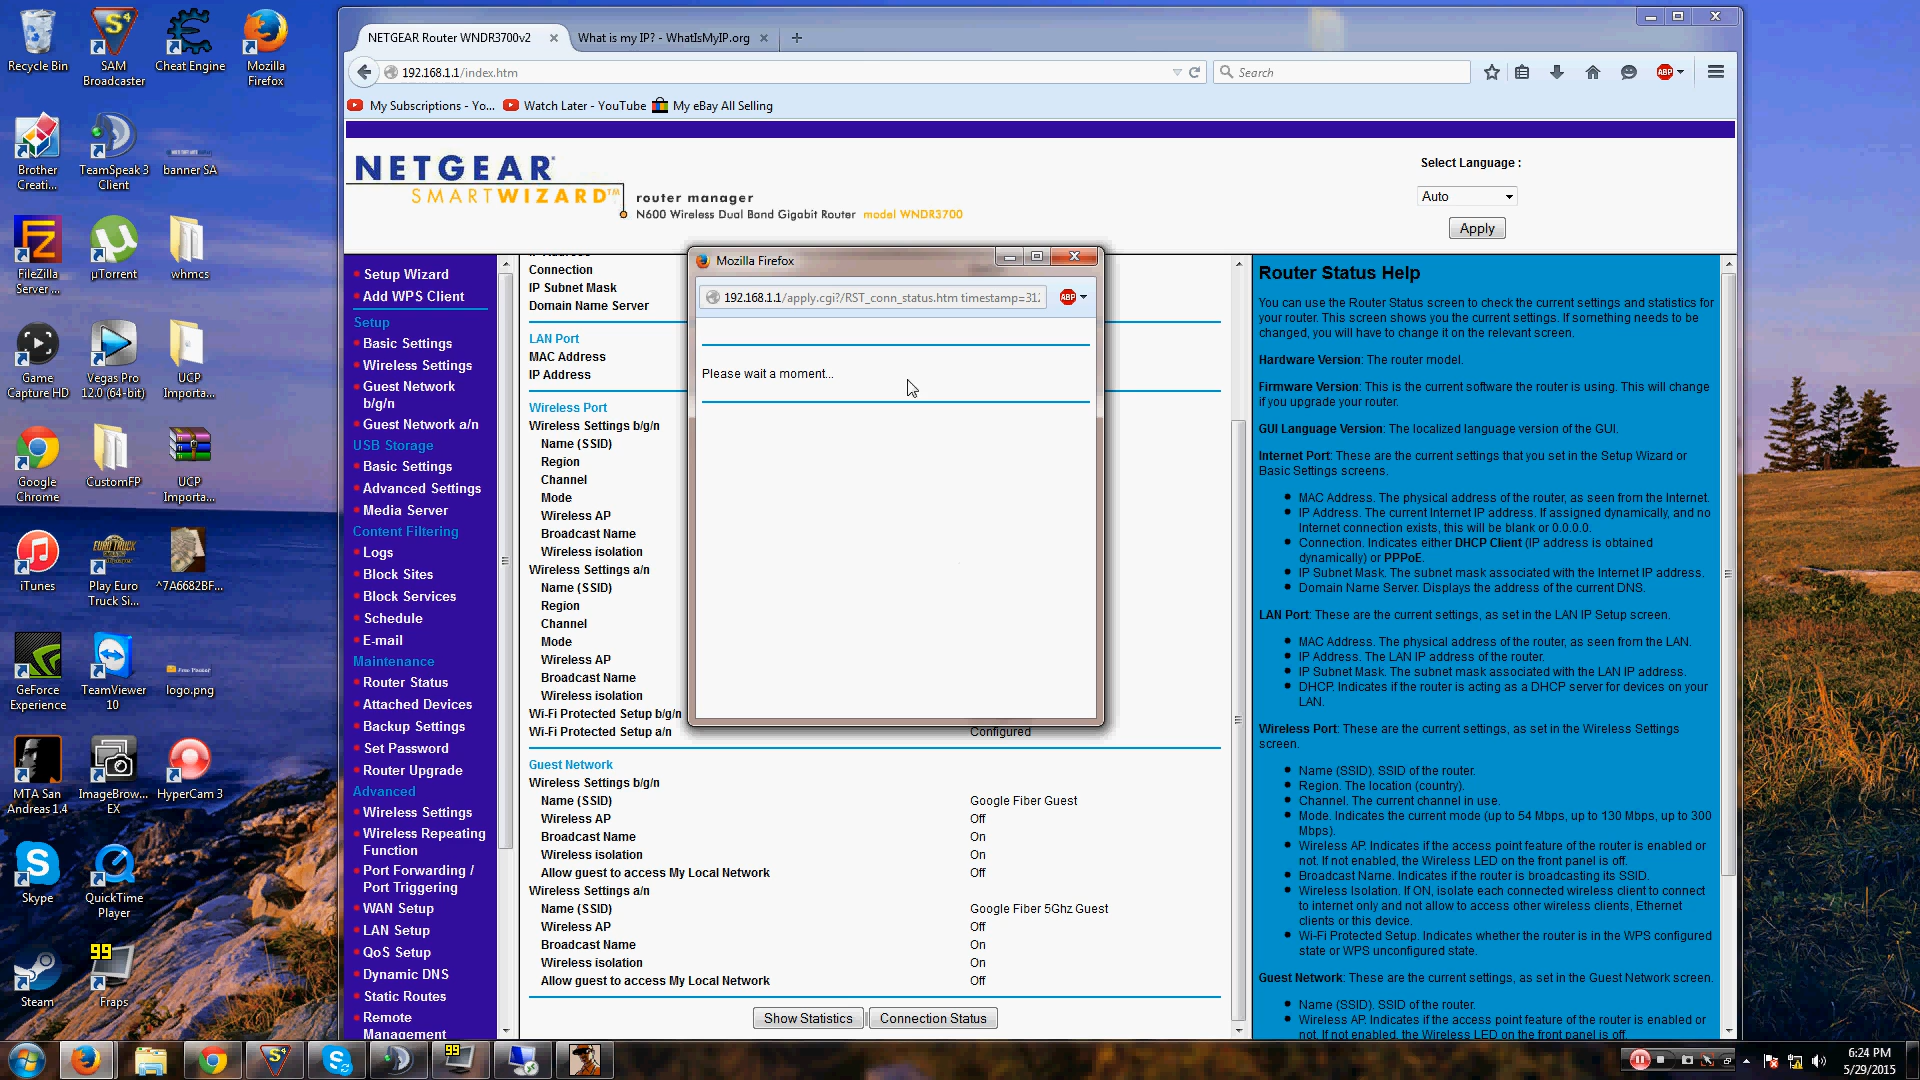 Recycle Bin
SAM Broadcaster
Cheat Engine
Mozilla Firefox
Brother Creati...
TeamSpeak 3 Client
banner SA
FileZilla Server ...
µTorrent
whmcs
Game Capture HD
Vegas Pro 12.0 (64-bit)
UCP Importa...
Google Chrome
CustomFP
UCP Importa...
iTunes
Play Euro Truck Si...
^7A6682BF...
GeForce Experience
TeamViewer 10
logo.png
MTA San Andreas 1.4
ImageBrow... EX
HyperCam 3
Skype
QuickTime Player
Steam
99
Fraps
NETGEAR Router WNDR3700v2
What is my IP? - WhatIsMyIP.org
192.168.1.1/index.htm
Search
ABP
My Subscriptions - Yo...
Watch Later - YouTube
My eBay All Selling
NETGEAR
SMARTWIZARD™
router manager
N600 Wireless Dual Band Gigabit Router model WNDR3700
Select Language :
Auto
Apply
Setup Wizard
Add WPS Client
Setup
Basic Settings
Wireless Settings
Guest Network b/g/n
Guest Network a/n
USB Storage
Basic Settings
Advanced Settings
Media Server
Content Filtering
Logs
Block Sites
Block Services
Schedule
E-mail
Maintenance
Router Status
Attached Devices
Backup Settings
Set Password
Router Upgrade
Advanced
Wireless Settings
Wireless Repeating Function
Port Forwarding / Port Triggering
WAN Setup
LAN Setup
QoS Setup
Dynamic DNS
Static Routes
Remote Management
IP Address
Connection
IP Subnet Mask
Domain Name Server
LAN Port
MAC Address
IP Address
Wireless Port
Wireless Settings b/g/n
Name (SSID)
Region
Channel
Mode
Wireless AP
Broadcast Name
Wireless isolation
Wireless Settings a/n
Name (SSID)
Region
Channel
Mode
Wireless AP
Broadcast Name
Wireless isolation
Wi-Fi Protected Setup b/g/n
Wi-Fi Protected Setup a/n Configured
Guest Network
Wireless Settings b/g/n
Name (SSID) Google Fiber Guest
Wireless AP Off
Broadcast Name On
Wireless isolation On
Allow guest to access My Local Network Off
Wireless Settings a/n
Name (SSID) Google Fiber 5Ghz Guest
Wireless AP Off
Broadcast Name On
Wireless isolation On
Allow guest to access My Local Network Off
Show Statistics
Connection Status
Mozilla Firefox
192.168.1.1/apply.cgi?/RST_conn_status.htm timestamp=312
ABP
Please wait a moment...
Router Status Help
You can use the Router Status screen to check the current settings and statistics for
your router. This screen shows you the current settings. If something needs to be
changed, you will have to change it on the relevant screen.
Hardware Version: The router model.
Firmware Version: This is the current software the router is using. This will change
if you upgrade your router.
GUI Language Version: The localized language version of the GUI.
Internet Port: These are the current settings that you set in the Setup Wizard or
Basic Settings screens.
MAC Address. The physical address of the router, as seen from the Internet.
IP Address. The current Internet IP address. If assigned dynamically, and no
Internet connection exists, this will be blank or 0.0.0.0.
Connection. Indicates either DHCP Client (IP address is obtained
dynamically) or PPPoE.
IP Subnet Mask. The subnet mask associated with the Internet IP address.
Domain Name Server. Displays the address of the current DNS.
LAN Port: These are the current settings, as set in the LAN IP Setup screen.
MAC Address. The physical address of the router, as seen from the LAN.
IP Address. The LAN IP address of the router.
IP Subnet Mask. The subnet mask associated with the LAN IP address.
DHCP. Indicates if the router is acting as a DHCP server for devices on your
LAN.
Wireless Port: These are the current settings, as set in the Wireless Settings
screen.
Name (SSID). SSID of the router.
Region. The location (country).
Channel. The current channel in use.
Mode. Indicates the current mode (up to 54 Mbps, up to 130 Mbps, up to 300
Mbps).
Wireless AP. Indicates if the access point feature of the router is enabled or
not. If not enabled, the Wireless LED on the front panel is off.
Broadcast Name. Indicates if the router is broadcasting its SSID.
Wireless Isolation. If ON, isolate each connected wireless client to connect
to internet only and not allow to access other wireless clients, Ethernet
clients or this device.
Wi-Fi Protected Setup. Indicates whether the router is in the WPS configured
state or WPS unconfigured state.
Guest Network: These are the current settings, as set in the Guest Network screen.
Name (SSID). SSID of the router.
Wireless AP. Indicates if the access point feature of the router is enabled or
not. If not enabled, the Wireless LED on the front panel is off.
99
6:24 PM
5/29/2015